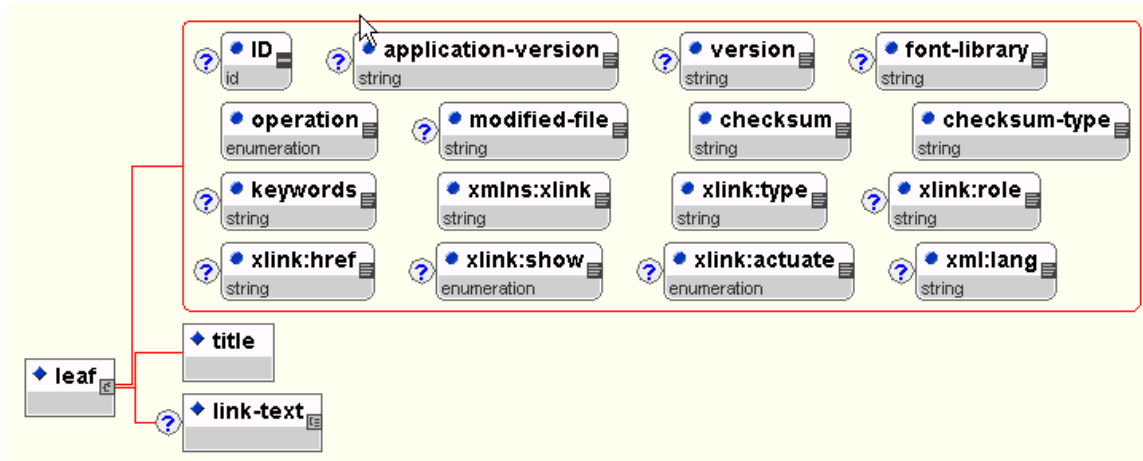 ? ID ? application-version ? version ? font-library
id string string string
operation ? modified-file checksum checksum-type
enumeration string string string
? keywords xmlns:xlink xlink:type ? xlink:role
string string string string
? xlink:href ? xlink:show ? xlink:actuate ? xml:lang
string enumeration enumeration string
title
leaf
? link-text